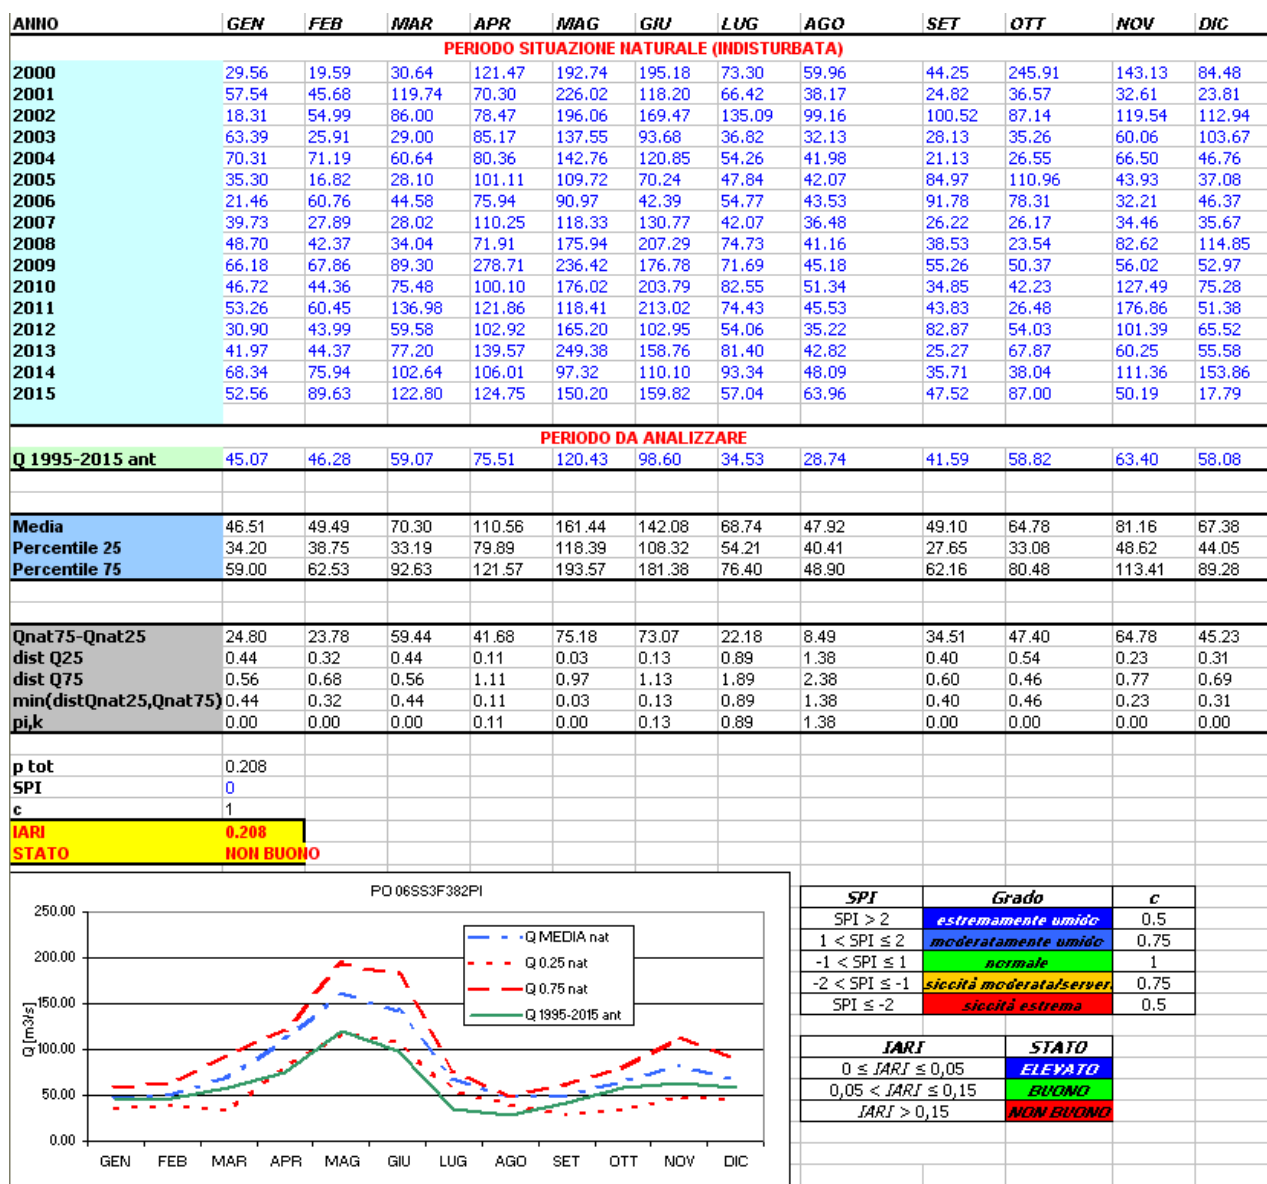 ANNO GEN FEB MAR APR MAG GIU LUG AGO SET OTT NOV DIC
PERIODO SITUAZIONE NATURALE (INDISTURBATA)
2000 29.56 19.59 30.64 121.47 192.74 195.18 73.30 59.96 44.25 245.91 143.13 84.48
2001 57.54 45.68 119.74 70.30 226.02 118.20 66.42 38.17 24.82 36.57 32.61 23.81
2002 18.31 54.99 86.00 78.47 196.06 169.47 135.09 99.16 100.52 87.14 119.54 112.94
2003 63.39 25.91 29.00 85.17 137.55 93.68 36.82 32.13 28.13 35.26 60.06 103.67
2004 70.31 71.19 60.64 80.36 142.76 120.85 54.26 41.98 21.13 26.55 66.50 46.76
2005 35.30 16.82 28.10 101.11 109.72 70.24 47.84 42.07 84.97 110.96 43.93 37.08
2006 21.46 60.76 44.58 75.94 90.97 42.39 54.77 43.53 91.78 78.31 32.21 46.37
2007 39.73 27.89 28.02 110.25 118.33 130.77 42.07 36.48 26.22 26.17 34.46 35.67
2008 48.70 42.37 34.04 71.91 175.94 207.29 74.73 41.16 38.53 23.54 82.62 114.85
2009 66.18 67.86 89.30 278.71 236.42 176.78 71.69 45.18 55.26 50.37 56.02 52.97
2010 46.72 44.36 75.48 100.10 176.02 203.79 82.55 51.34 34.85 42.23 127.49 75.28
2011 53.26 60.45 136.98 121.86 118.41 213.02 74.43 45.53 43.83 26.48 176.86 51.38
2012 30.90 43.99 59.58 102.92 165.20 102.95 54.06 35.22 82.87 54.03 101.39 65.52
2013 41.97 44.37 77.20 139.57 249.38 158.76 81.40 42.82 25.27 67.87 60.25 55.58
2014 68.34 75.94 102.64 106.01 97.32 110.10 93.34 48.09 35.71 38.04 111.36 153.86
2015 52.56 89.63 122.80 124.75 150.20 159.82 57.04 63.96 47.52 87.00 50.19 17.79
PERIODO DA ANALIZZARE
Q 1995-2015 ant 45.07 46.28 59.07 75.51 120.43 98.60 34.53 28.74 41.59 58.82 63.40 58.08
Media 46.51 49.49 70.30 110.56 161.44 142.08 68.74 47.92 49.10 64.78 81.16 67.38
Percentile 25 34.20 38.75 33.19 79.89 118.39 108.32 54.21 40.41 27.65 33.08 48.62 44.05
Percentile 75 59.00 62.53 92.63 121.57 193.57 181.38 76.40 48.90 62.16 80.48 113.41 89.28
Qnat75-Qnat25 24.80 23.78 59.44 41.68 75.18 73.07 22.18 8.49 34.51 47.40 64.78 45.23
dist Q25 0.44 0.32 0.44 0.11 0.03 0.13 0.89 1.38 0.40 0.54 0.23 0.31
dist Q75 0.56 0.68 0.56 1.11 0.97 1.13 1.89 2.38 0.60 0.46 0.77 0.69
min(distQnat25,Qnat75) 0.44 0.32 0.44 0.11 0.03 0.13 0.89 1.38 0.40 0.46 0.23 0.31
pi,k 0.00 0.00 0.00 0.11 0.00 0.13 0.89 1.38 0.00 0.00 0.00 0.00
p tot 0.208
SPI 0
c 1
IARI 0.208
STATO NON BUONO
PO 06SS3F382PI
Q [m3/s]
250.00
200.00
150.00
100.00
50.00
0.00
GEN FEB MAR APR MAG GIU LUG AGO SET OTT NOV DIC
Q MEDIA nat
Q 0.25 nat
Q 0.75 nat
Q 1995-2015 ant
SPI Grado c
SPI > 2 estremamente umido 0.5
1 < SPI ≤ 2 moderatamente umido 0.75
-1 < SPI ≤ 1 normale 1
-2 < SPI ≤ -1 siccità moderata/server. 0.75
SPI ≤ -2 siccità estrema 0.5
IARI STATO
0 ≤ IARI ≤ 0,05 ELEVATO
0,05 < IARI ≤ 0,15 BUONO
IARI > 0,15 NON BUONO